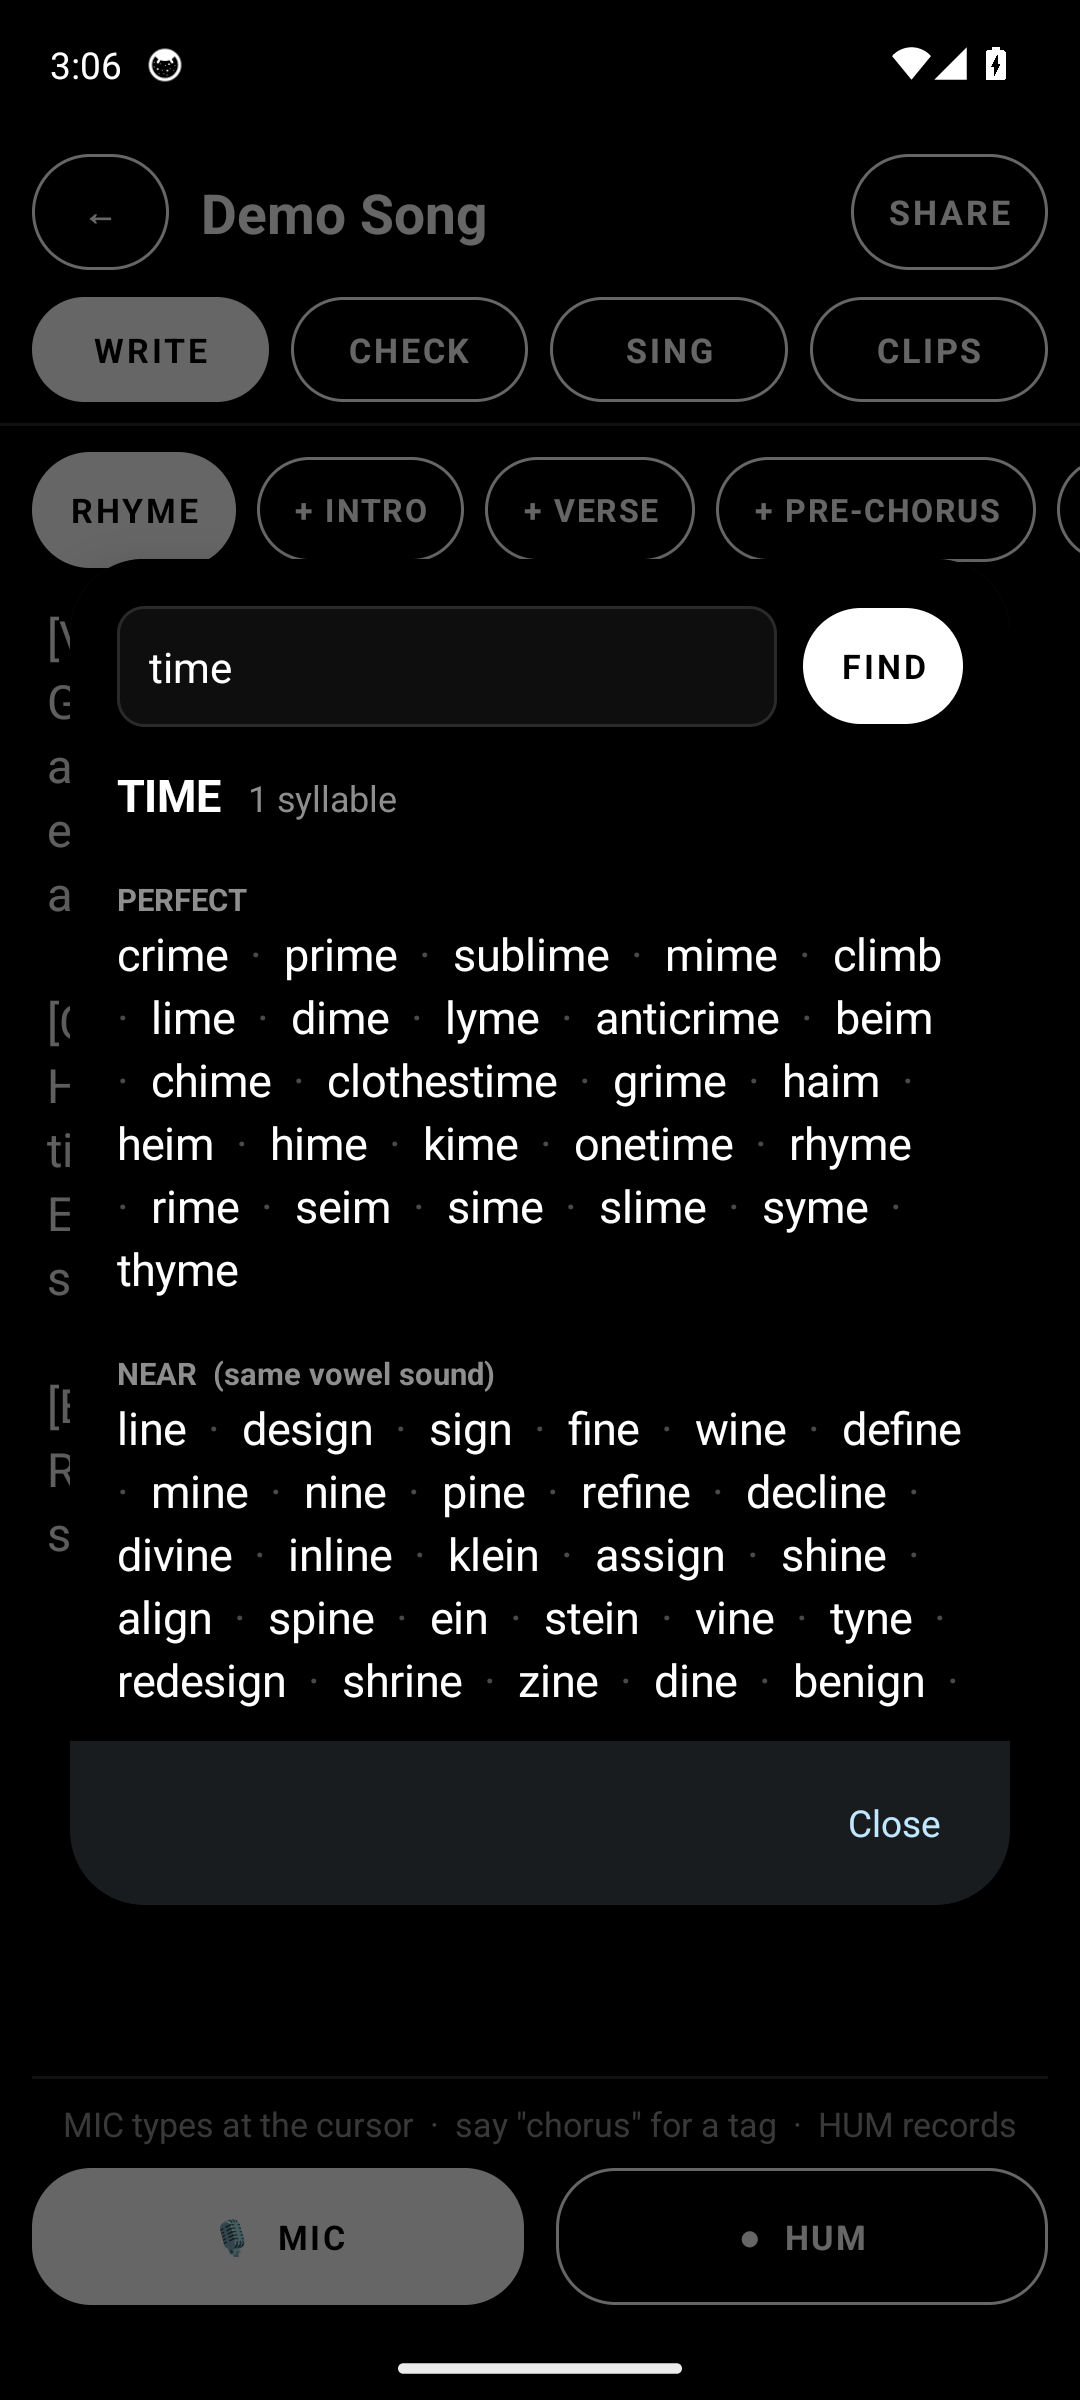 3:06
← Demo Song SHARE
WRITE CHECK SING CLIPS
RHYME + INTRO + VERSE + PRE-CHORUS
time FIND
TIME 1 syllable
PERFECT
crime · prime · sublime · mime · climb
· lime · dime · lyme · anticrime · beim
· chime · clothestime · grime · haim ·
heim · hime · kime · onetime · rhyme
· rime · seim · sime · slime · syme ·
thyme
NEAR (same vowel sound)
line · design · sign · fine · wine · define
· mine · nine · pine · refine · decline ·
divine · inline · klein · assign · shine ·
align · spine · ein · stein · vine · tyne ·
redesign · shrine · zine · dine · benign ·
Close
MIC types at the cursor · say "chorus" for a tag · HUM records
MIC ● HUM